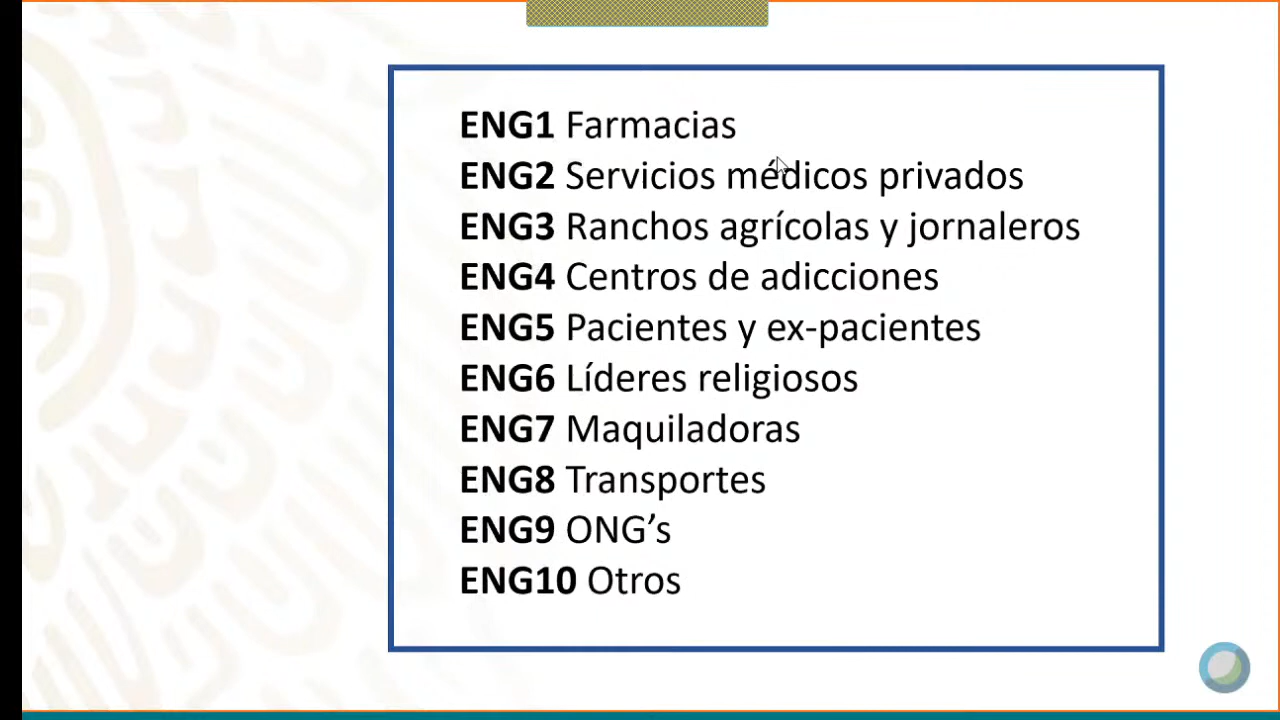 ENG1 Farmacias
ENG2 Servicios médicos privados
ENG3 Ranchos agrícolas y jornaleros
ENG4 Centros de adicciones
ENG5 Pacientes y ex-pacientes
ENG6 Líderes religiosos
ENG7 Maquiladoras
ENG8 Transportes
ENG9 ONG’s
ENG10 Otros